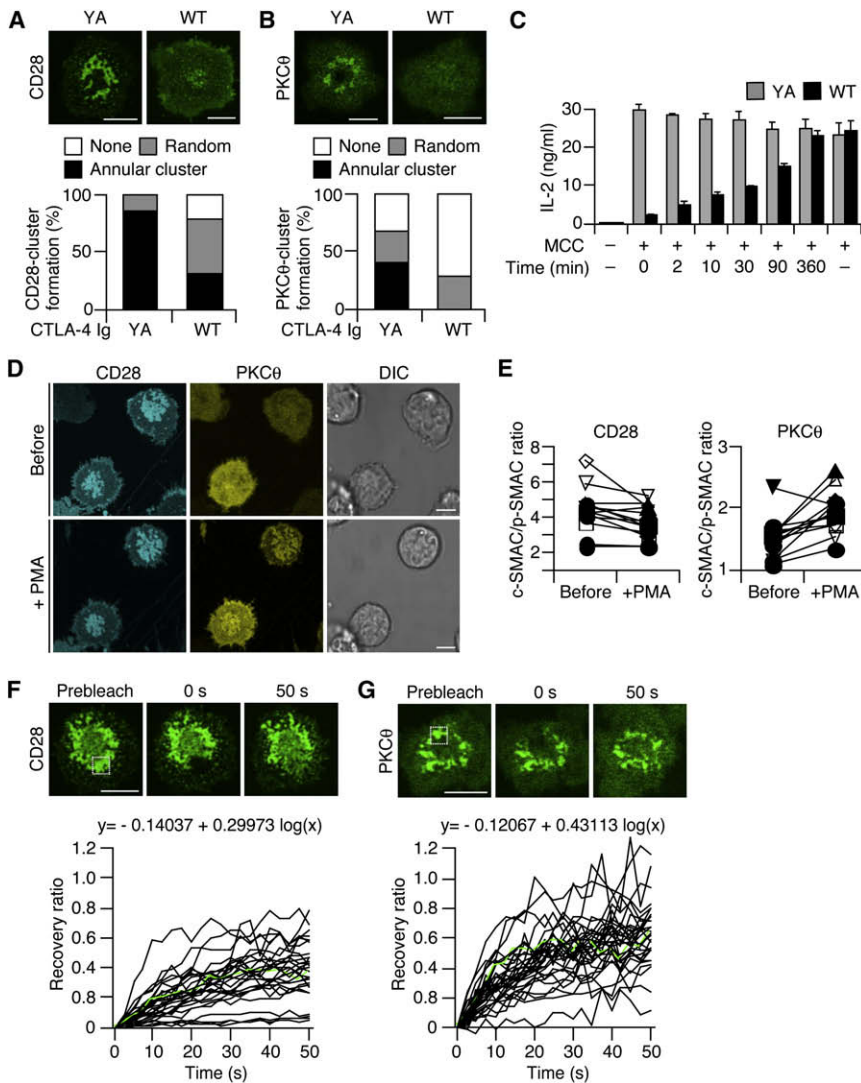 A
YA
WT
CD28
None
Random
Annular cluster
CD28-cluster
formation (%)
100
50
0
CTLA-4 Ig
YA
WT
B
YA
WT
PKCθ
None
Random
Annular cluster
PKCθ-cluster
formation (%)
100
50
0
CTLA-4 Ig
YA
WT
C
YA
WT
IL-2 (ng/ml)
30
20
10
0
MCC
– + + + + + + +
Time (min)
– 0 2 10 30 90 360 –
D
CD28
PKCθ
DIC
Before
+ PMA
E
CD28
c-SMAC/p-SMAC ratio
8
6
4
2
Before +PMA
PKCθ
c-SMAC/p-SMAC ratio
3
2
1
Before +PMA
F
Prebleach
0 s
50 s
CD28
y= - 0.14037 + 0.29973 log(x)
Recovery ratio
1.2
1.0
0.8
0.6
0.4
0.8
0
0 10 20 30 40 50
Time (s)
G
Prebleach
0 s
50 s
PKCθ
y= - 0.12067 + 0.43113 log(x)
Recovery ratio
1.2
1.0
0.8
0.6
0.4
0.8
0
0 10 20 30 40 50
Time (s)